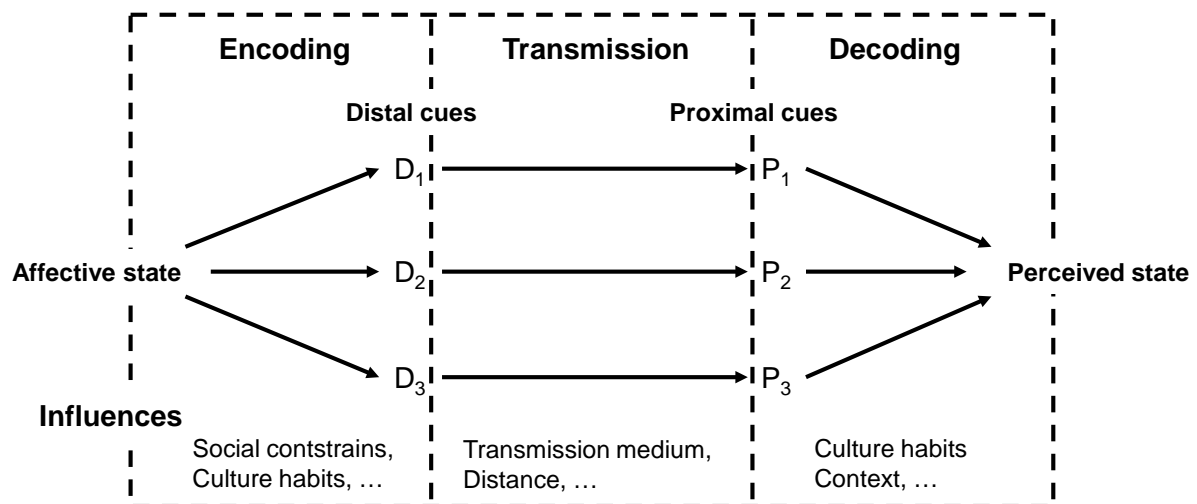 Encoding
Transmission
Decoding
Distal cues
Proximal cues
D₁
P₁
Affective state
D₂
P₂
Perceived state
D₃
P₃
Influences
Social contstrains,
Culture habits, …
Transmission medium,
Distance, …
Culture habits
Context, …